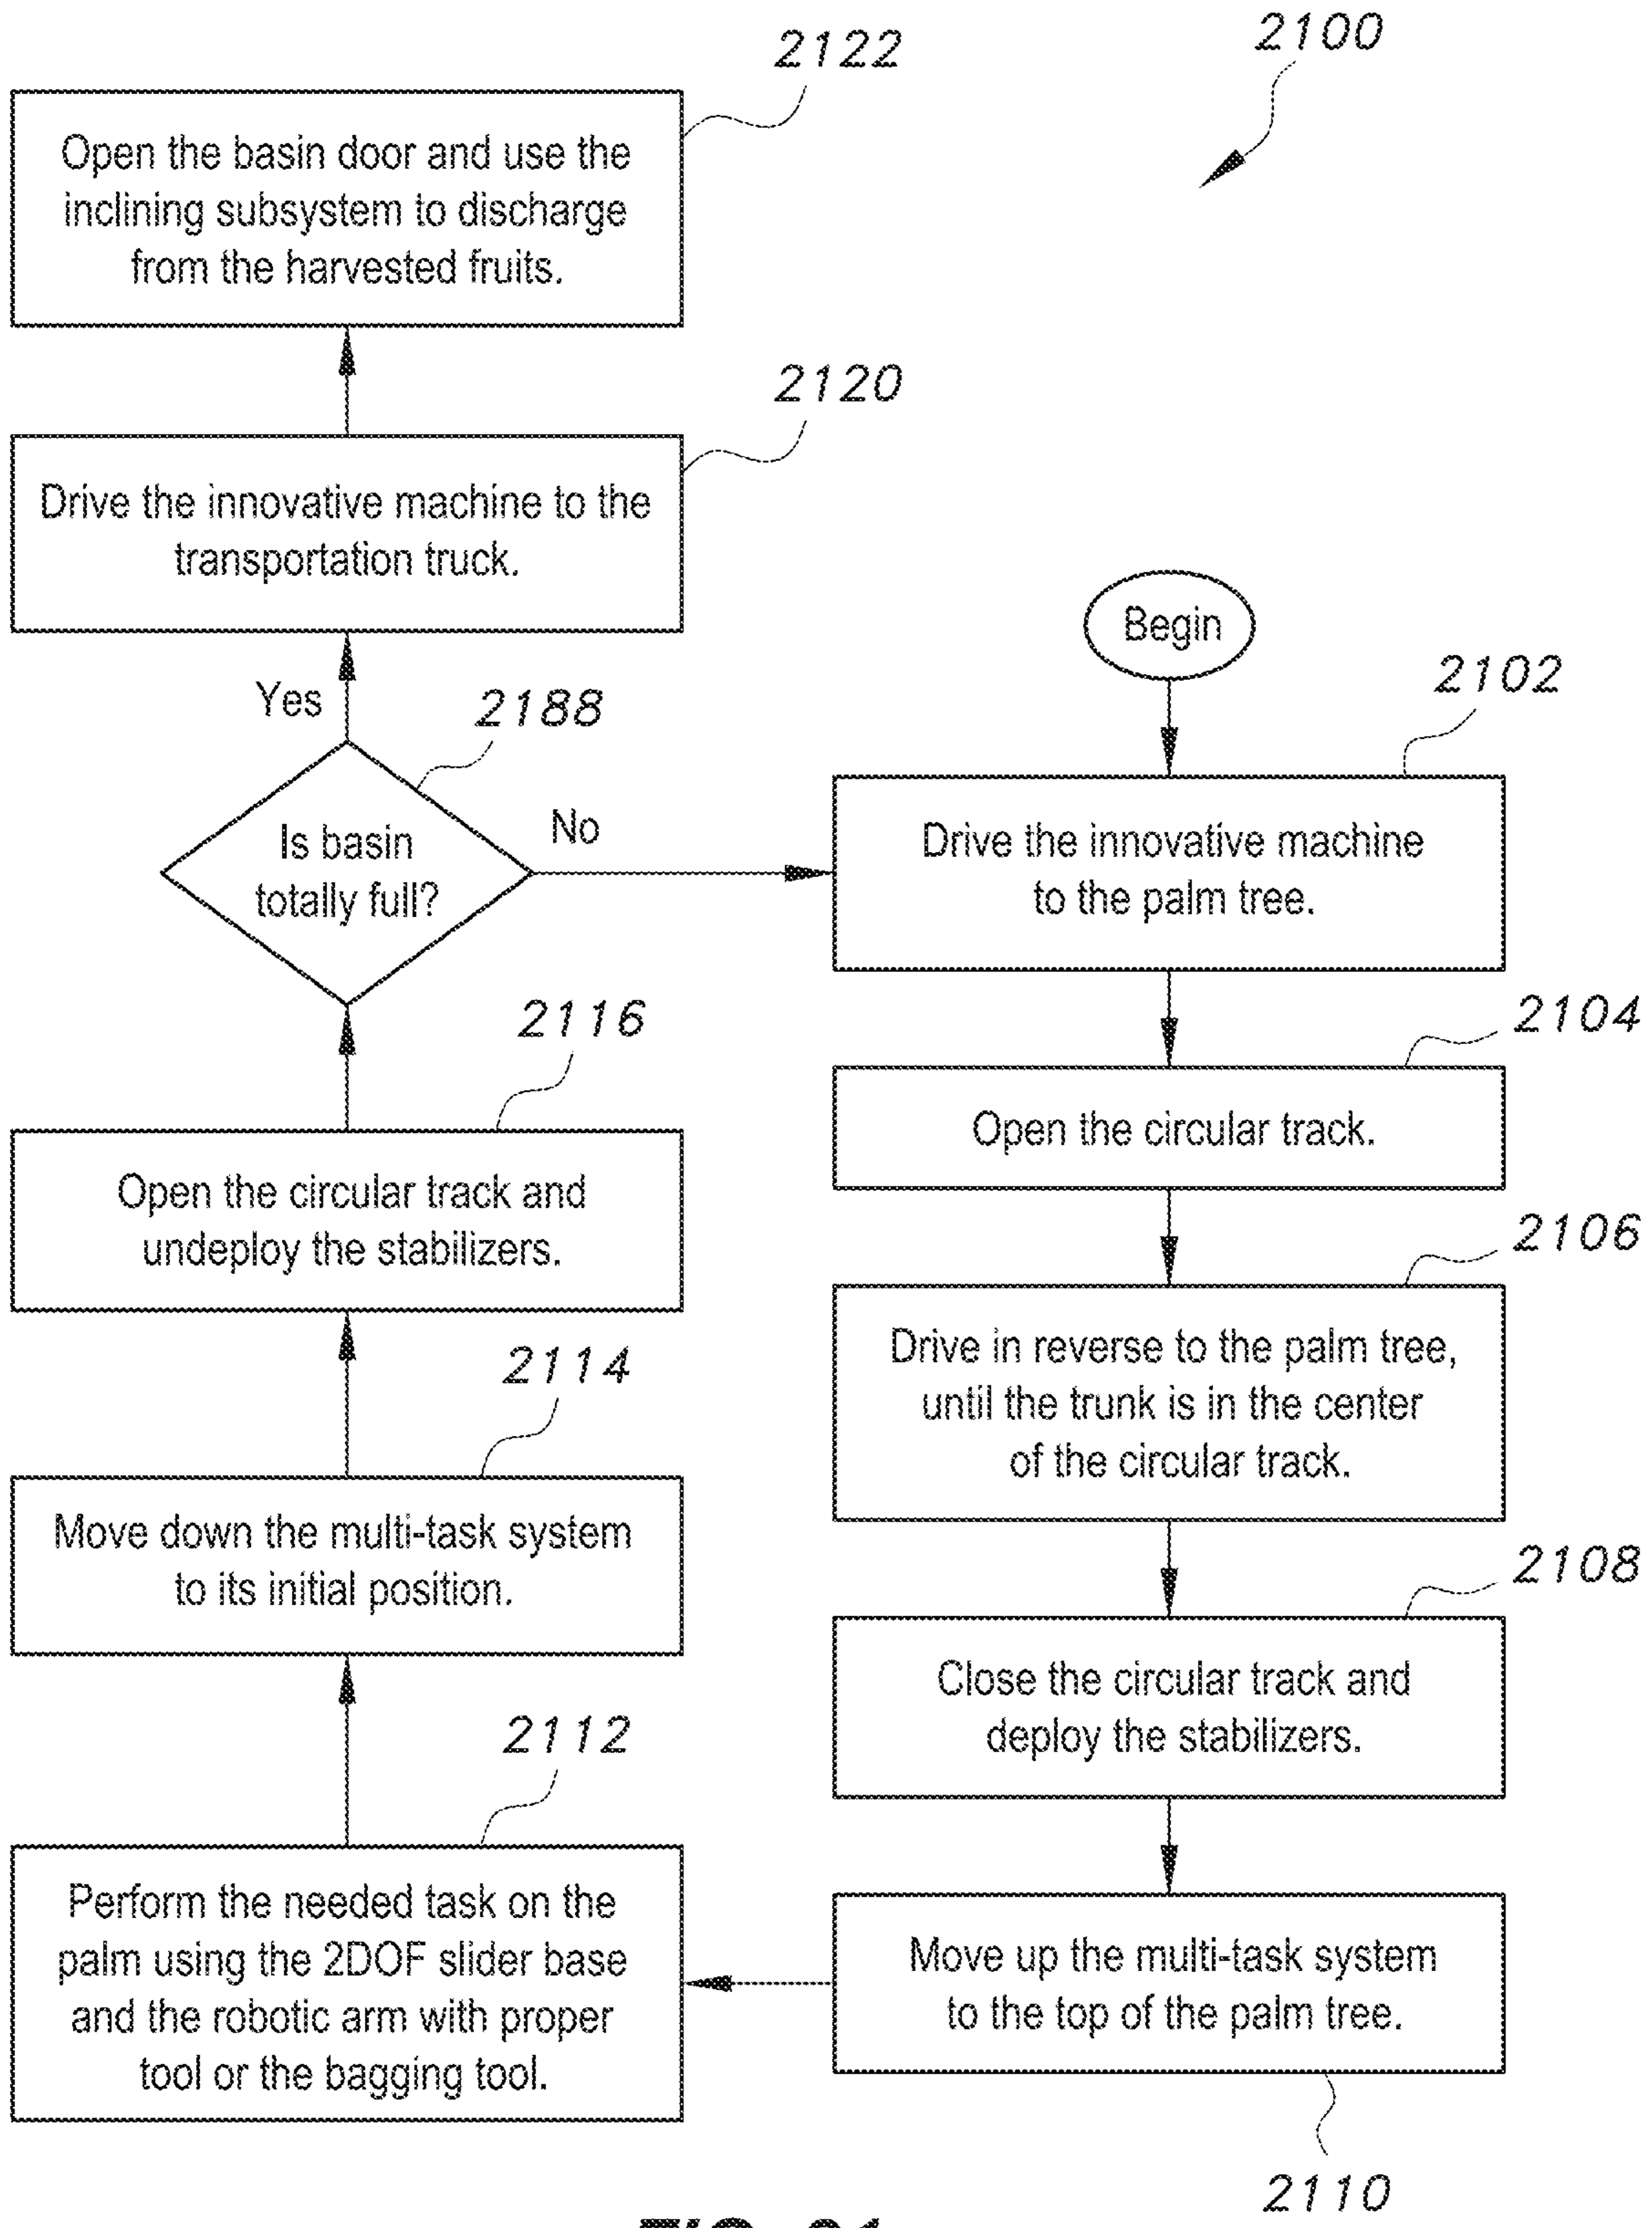 2100
2122
Open the basin door and use the
inclining subsystem to discharge
from the harvested fruits.
2120
Drive the innovative machine to the
transportation truck.
Begin
2102
Yes
2188
Is basin
totally full?
No
Drive the innovative machine
to the palm tree.
2104
Open the circular track.
2116
Open the circular track and
undeploy the stabilizers.
2106
Drive in reverse to the palm tree,
until the trunk is in the center
of the circular track.
2114
Move down the multi-task system
to its initial position.
2108
Close the circular track and
deploy the stabilizers.
2112
Perform the needed task on the
palm using the 2DOF slider base
and the robotic arm with proper
tool or the bagging tool.
Move up the multi-task system
to the top of the palm tree.
2110